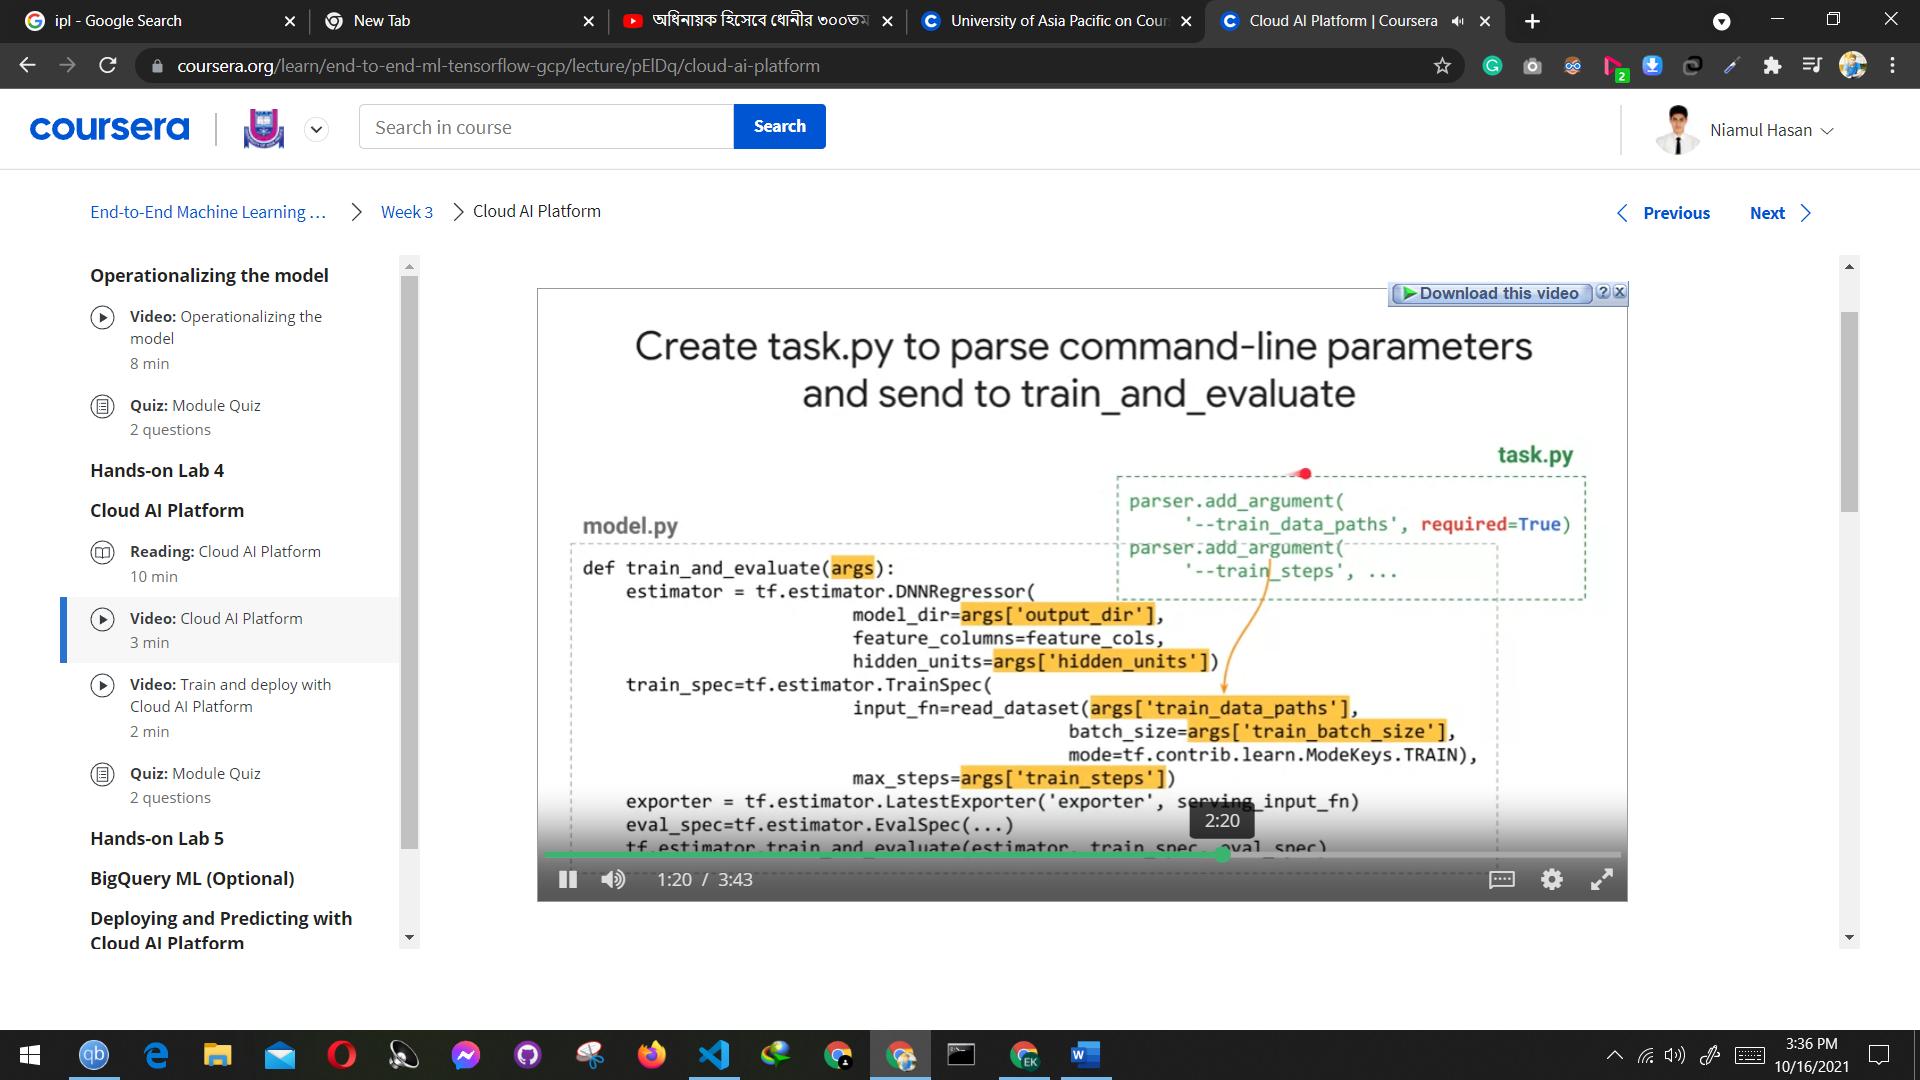 ipl - Google Search
New Tab
অধিনায়ক হিসেবে ধোনীর ৩০০তম
University of Asia Pacific on Cour
Cloud AI Platform | Coursera
coursera.org/learn/end-to-end-ml-tensorflow-gcp/lecture/pElDq/cloud-ai-platform
2
coursera
Search in course
Search
Niamul Hasan
End-to-End Machine Learning ...
Week 3
Cloud AI Platform
Previous
Next
Operationalizing the model
Video: Operationalizing the
model
8 min
Quiz: Module Quiz
2 questions
Hands-on Lab 4
Cloud AI Platform
Reading: Cloud AI Platform
10 min
Video: Cloud AI Platform
3 min
Video: Train and deploy with
Cloud AI Platform
2 min
Quiz: Module Quiz
2 questions
Hands-on Lab 5
BigQuery ML (Optional)
Deploying and Predicting with
Cloud AI Platform
Download this video
? X
Create task.py to parse command-line parameters
and send to train_and_evaluate
task.py
parser.add_argument(
'--train_data_paths', required=True)
parser.add_argument(
'--train_steps', ...
model.py
def train_and_evaluate(args):
estimator = tf.estimator.DNNRegressor(
model_dir=args['output_dir'],
feature_columns=feature_cols,
hidden_units=args['hidden_units'])
train_spec=tf.estimator.TrainSpec(
input_fn=read_dataset(args['train_data_paths'],
batch_size=args['train_batch_size'],
mode=tf.contrib.learn.ModeKeys.TRAIN),
max_steps=args['train_steps'])
exporter = tf.estimator.LatestExporter('exporter', serving_input_fn)
eval_spec=tf.estimator.EvalSpec(...)
tf.estimator.train_and_evaluate(estimator, train_spec, eval_spec)
2:20
1:20 / 3:43
qb
EK
W
3:36 PM
10/16/2021